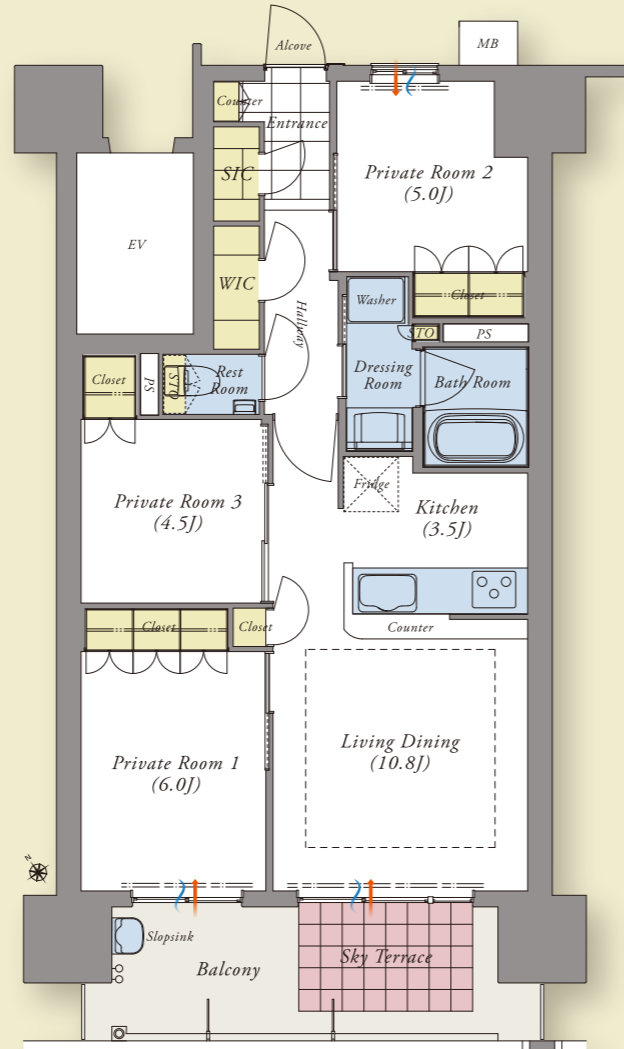 Alcove
MB
Counter
Entrance
SIC
Private Room 2
(5.0J)
EV
WIC
Hallway
Washer
Closet
STO
PS
Closet
PS
STO
Rest
Room
Dressing
Room
Bath Room
Private Room 3
(4.5J)
Fridge
Kitchen
(3.5J)
Closet
Closet
Counter
Private Room 1
(6.0J)
Living Dining
(10.8J)
N
Slopsink
Balcony
Sky Terrace